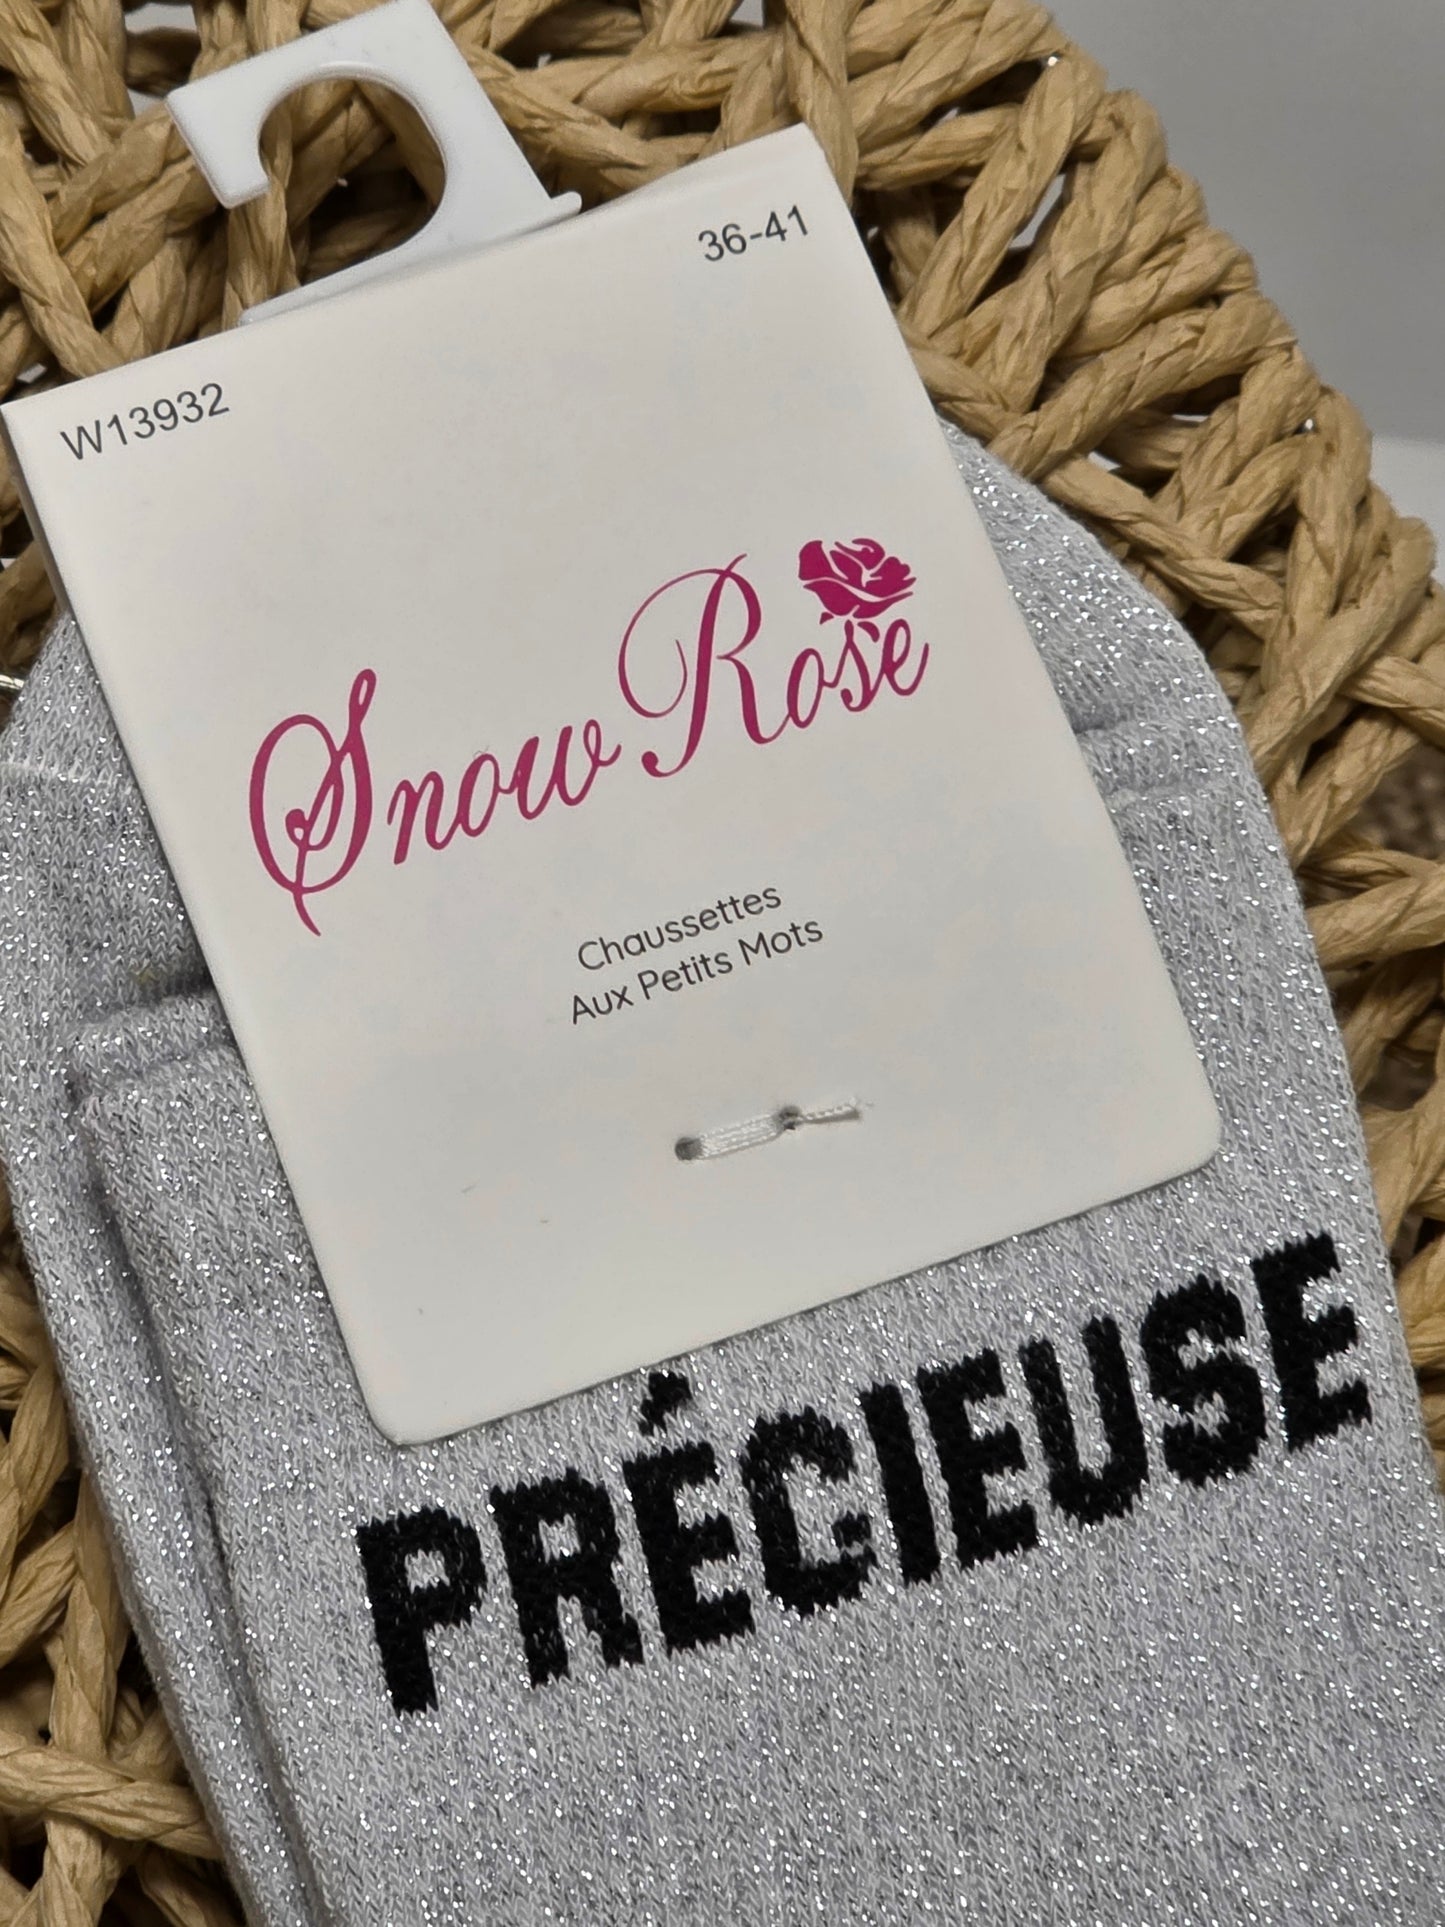 36-41
W13932
Snow Rose
Chaussettes
Aux Petits Mots
PRÉCIEUSE